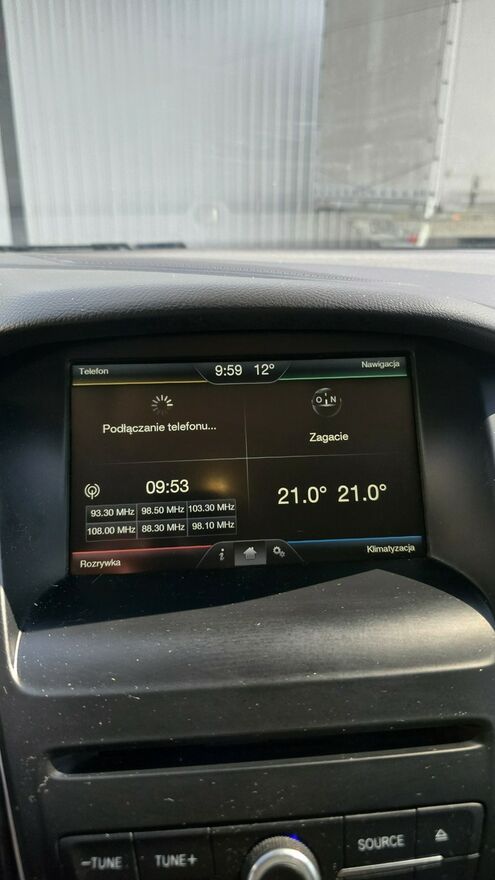 Telefon
9:59 12°
Nawigacja
Podłączanie telefonu...
O N
Zagacie
09:53
93.30 MHz 98.50 MHz 103.30 MHz
108.00 MHz 88.30 MHz 98.10 MHz
21.0° 21.0°
Rozrywka
i
Klimatyzacja
-TUNE
TUNE+
SOURCE